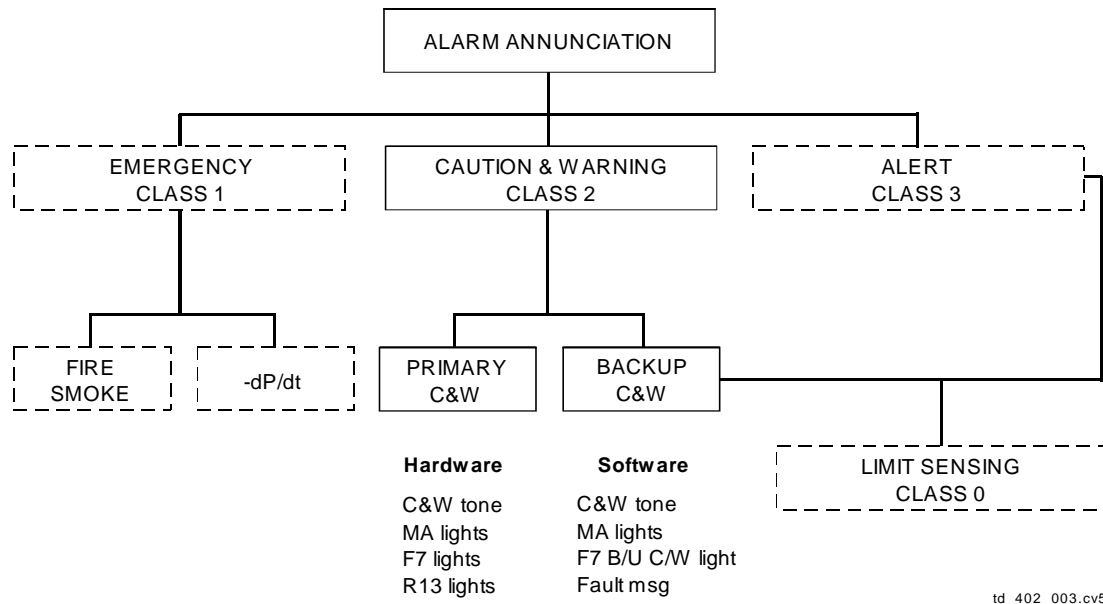 ALARM ANNUNCIATION
EMERGENCY
CLASS 1
CAUTION & WARNING
CLASS 2
ALERT
CLASS 3
FIRE
SMOKE
-dP/dt
PRIMARY
C&W
BACKUP
C&W
LIMIT SENSING
CLASS 0
Hardware
C&W tone
MA lights
F7 lights
R13 lights
Software
C&W tone
MA lights
F7 B/U C/W light
Fault msg
td_402_003.cv5